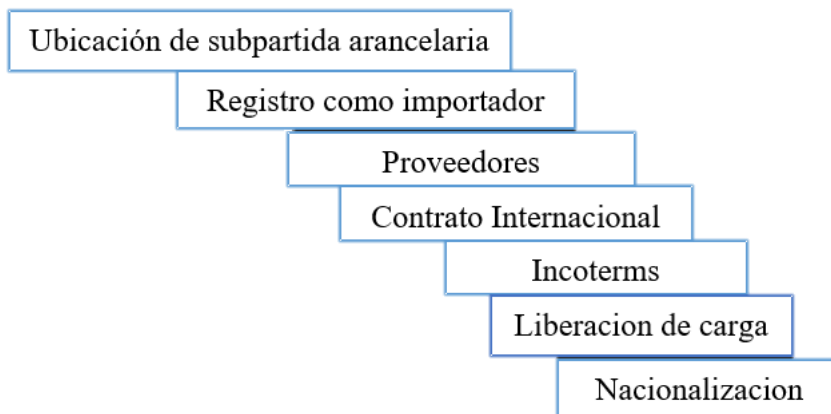 Ubicación de subpartida arancelaria
Registro como importador
Proveedores
Contrato Internacional
Incoterms
Liberacion de carga
Nacionalizacion